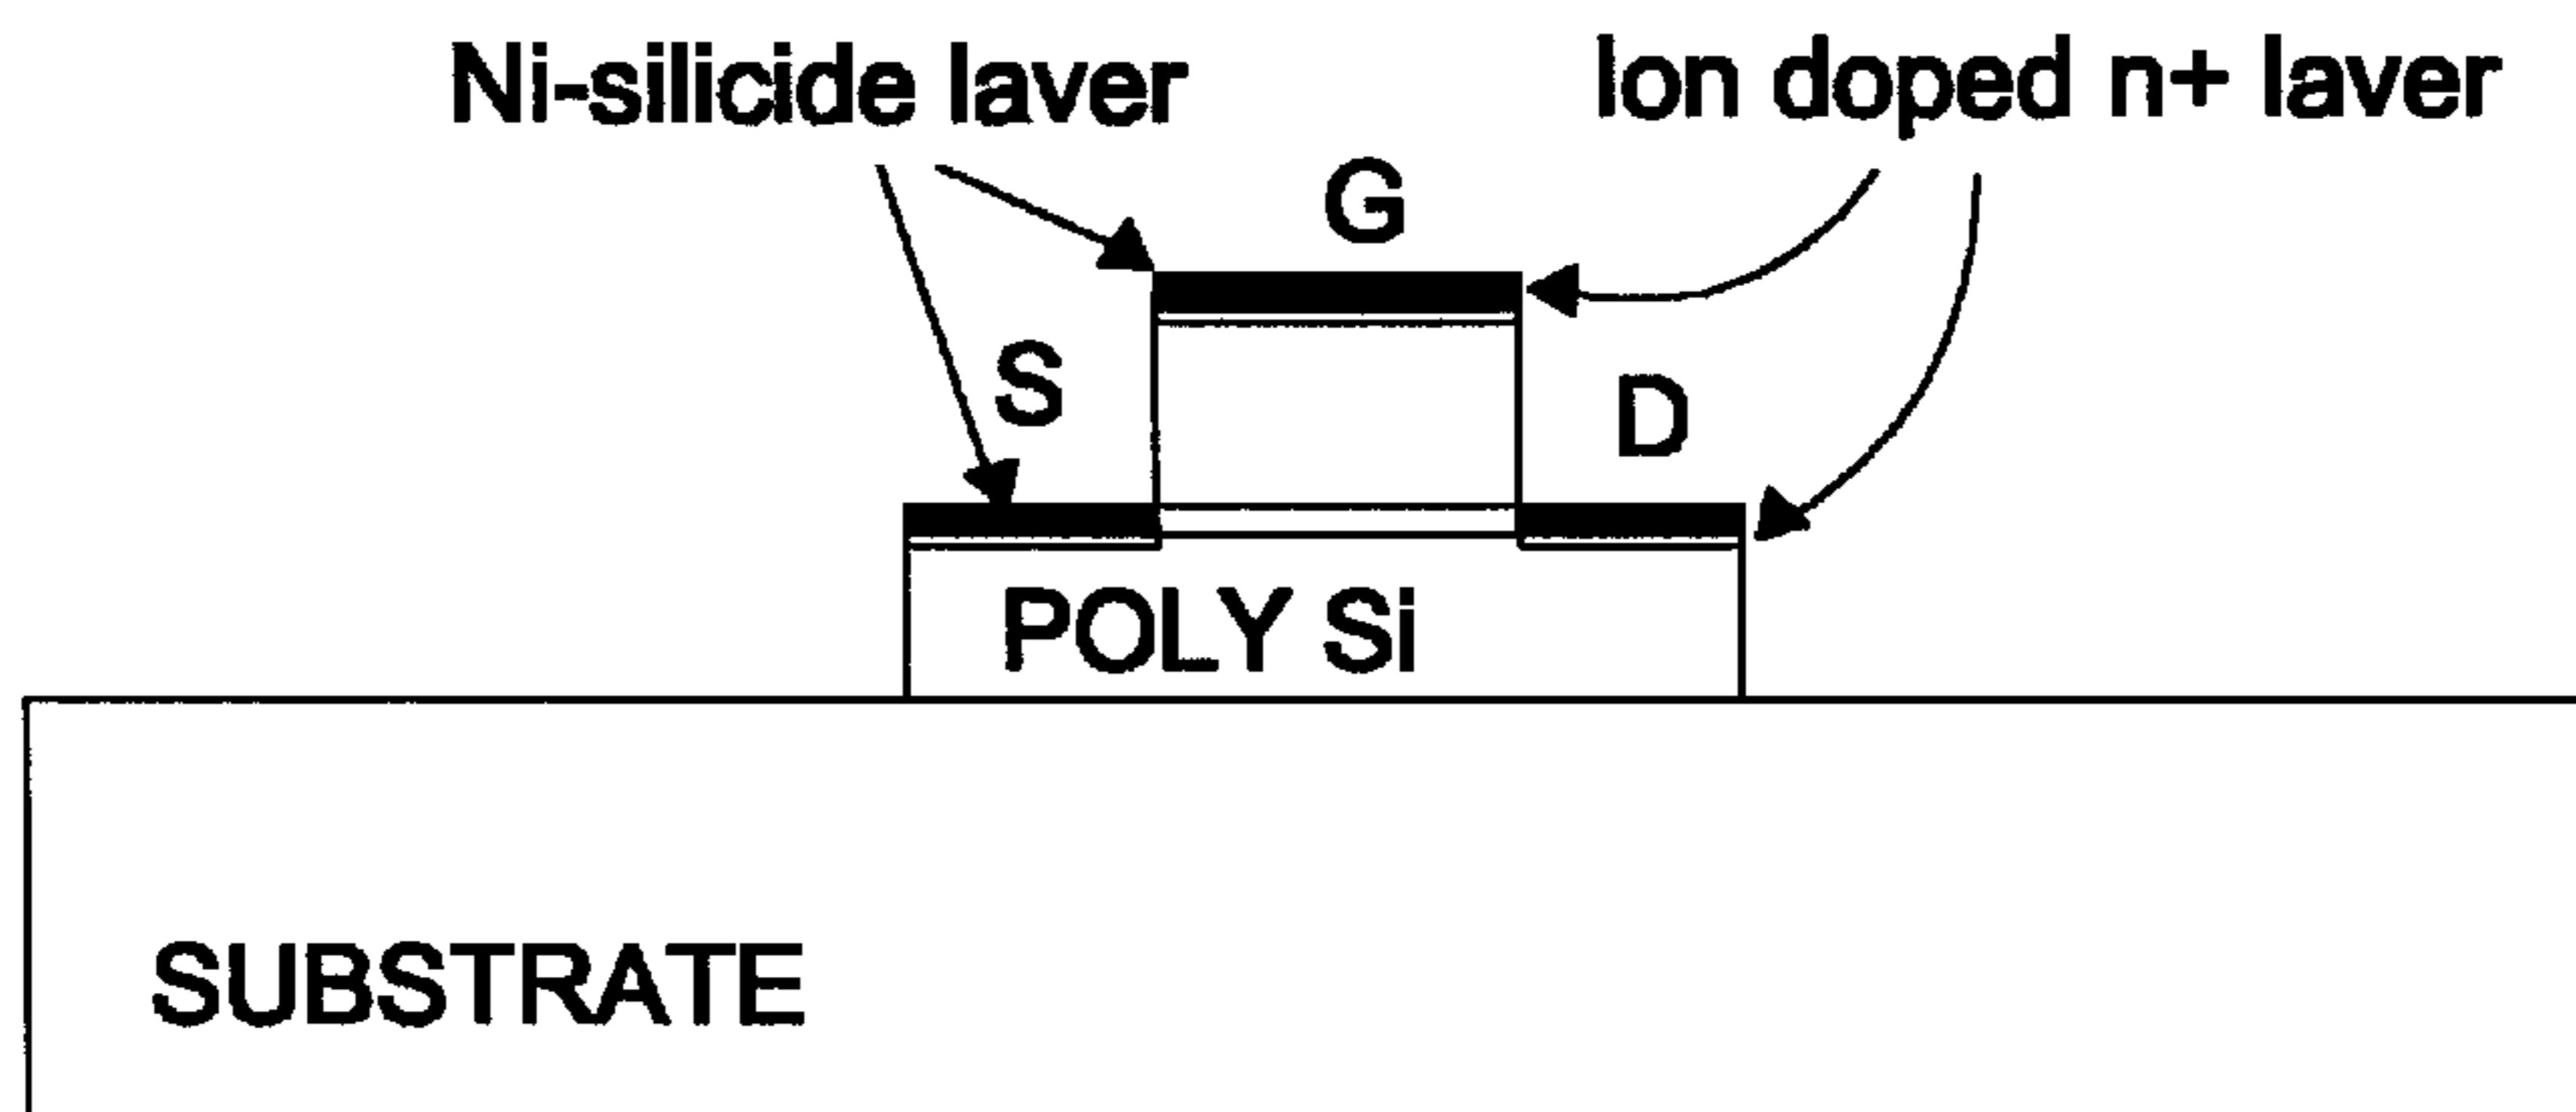 Ni-silicide laver
Ion doped n+ laver
G
S
D
POLY Si
SUBSTRATE